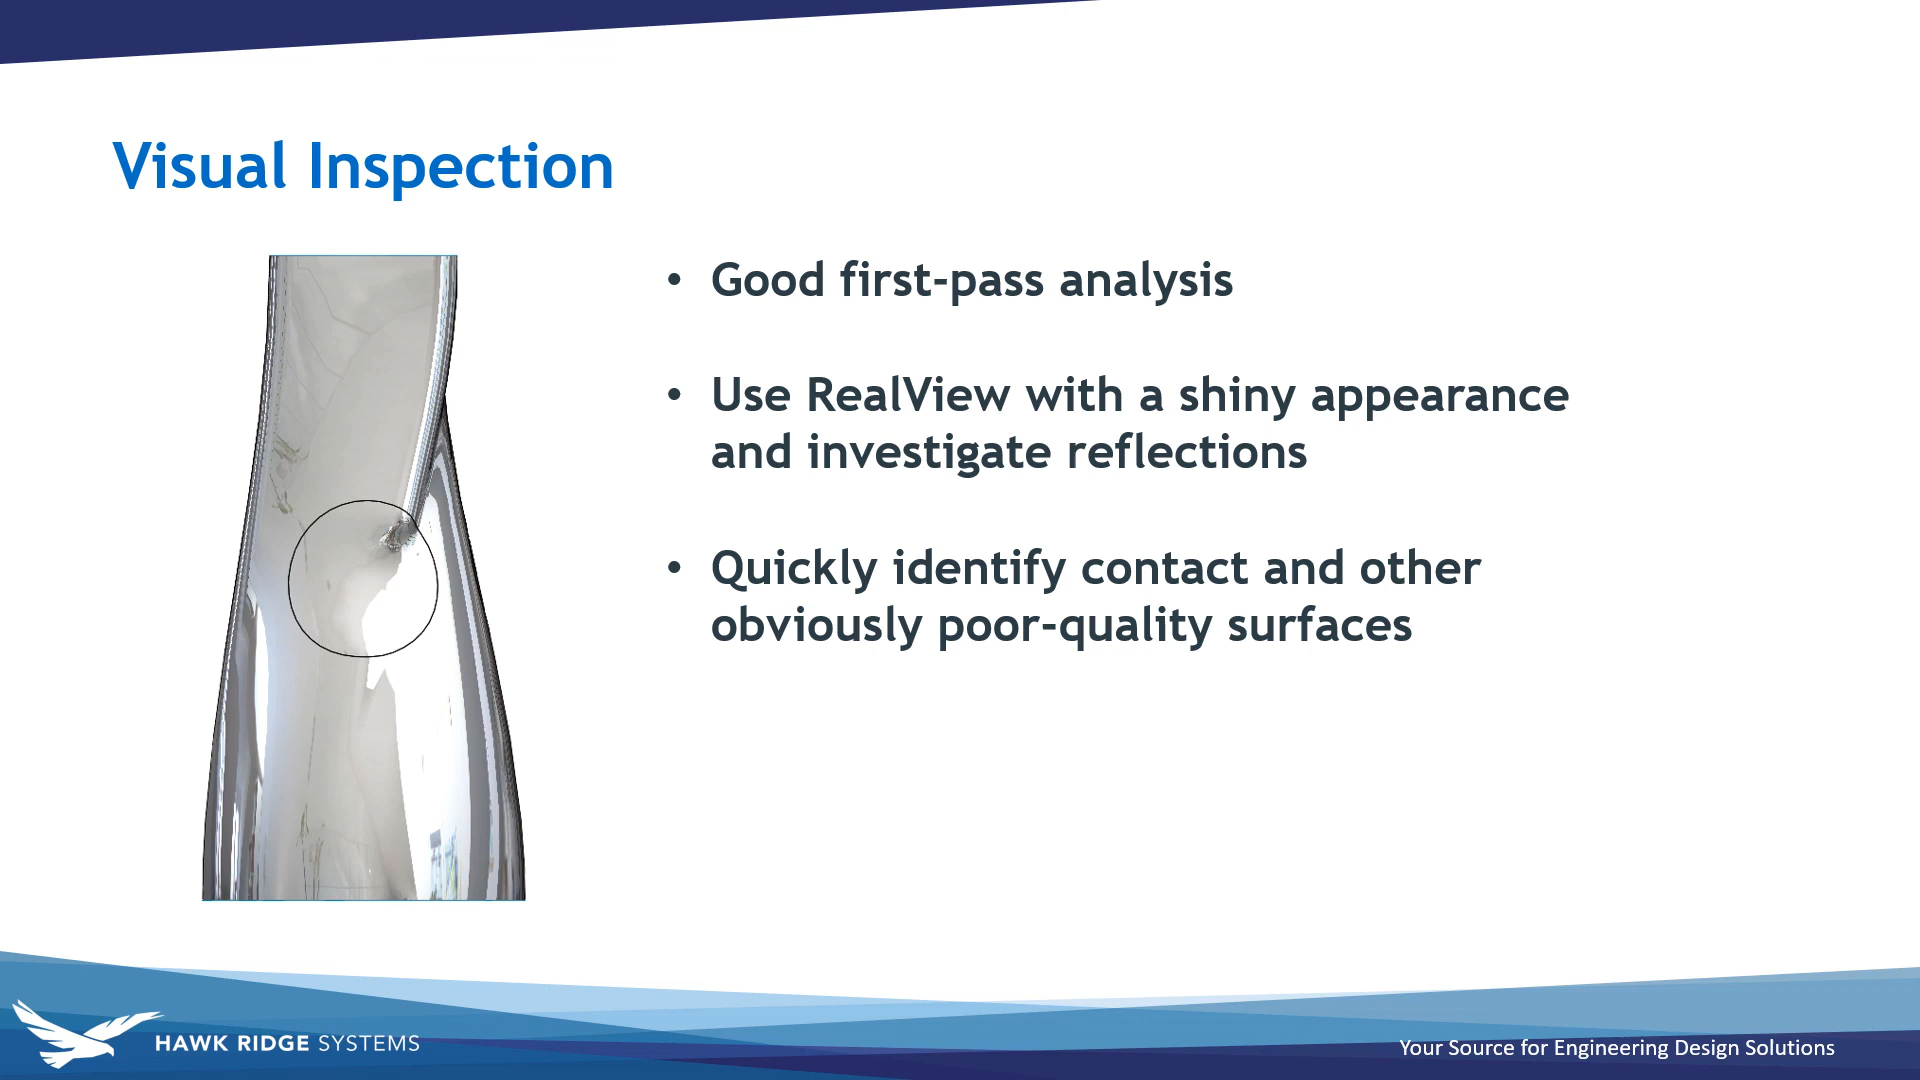 Visual Inspection
• Good first-pass analysis
• Use RealView with a shiny appearance
and investigate reflections
• Quickly identify contact and other
obviously poor-quality surfaces
HAWK RIDGE SYSTEMS
Your Source for Engineering Design Solutions